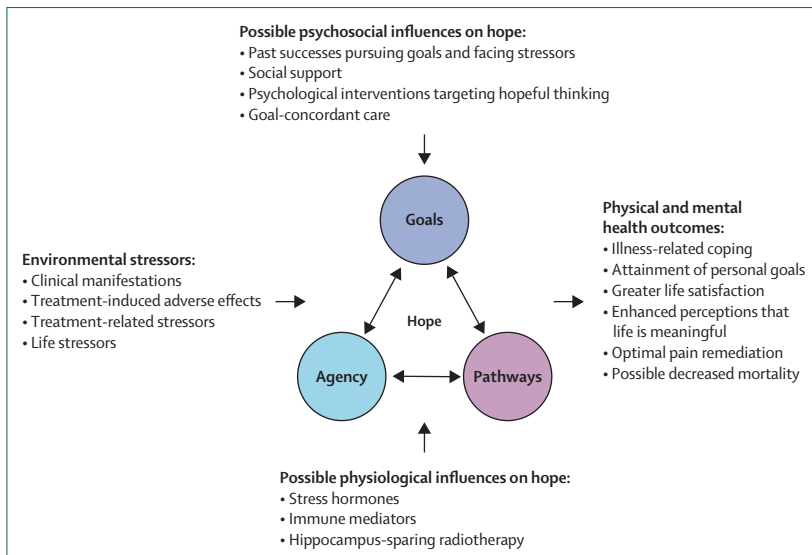 Possible psychosocial influences on hope:
• Past successes pursuing goals and facing stressors
• Social support
• Psychological interventions targeting hopeful thinking
• Goal-concordant care
Goals
Environmental stressors:
• Clinical manifestations
• Treatment-induced adverse effects
• Treatment-related stressors
• Life stressors
Hope
Agency
Pathways
Physical and mental
health outcomes:
• Illness-related coping
• Attainment of personal goals
• Greater life satisfaction
• Enhanced perceptions that
life is meaningful
• Optimal pain remediation
• Possible decreased mortality
Possible physiological influences on hope:
• Stress hormones
• Immune mediators
• Hippocampus-sparing radiotherapy